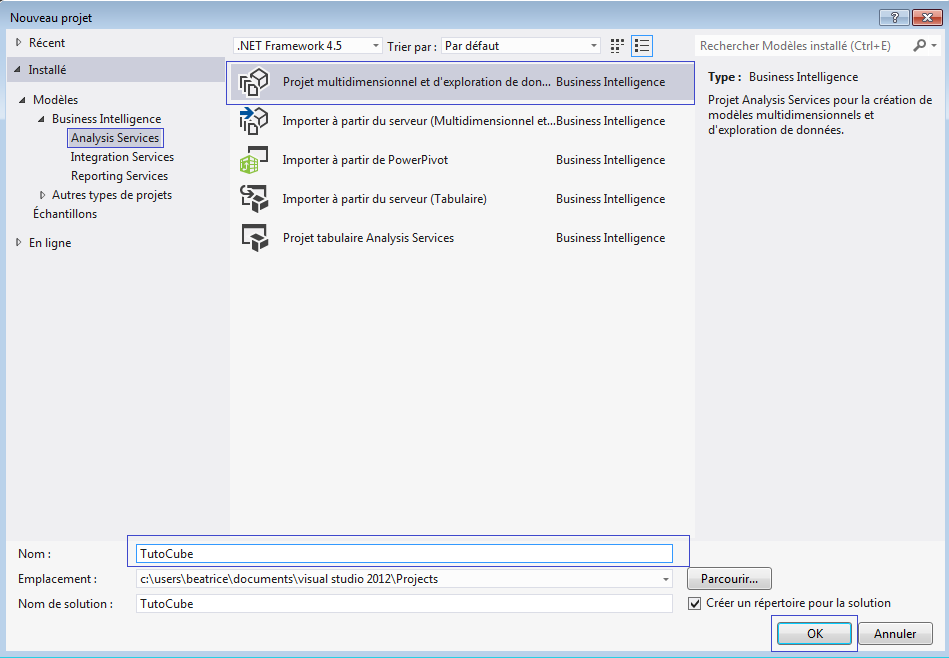 Nouveau projet
Récent
Installé
Modèles
Business Intelligence
Analysis Services
Integration Services
Reporting Services
Autres types de projets
Échantillons
En ligne
.NET Framework 4.5 Trier par : Par défaut
Projet multidimensionnel et d'exploration de don... Business Intelligence
Importer à partir du serveur (Multidimensionnel et... Business Intelligence
Importer à partir de PowerPivot Business Intelligence
Importer à partir du serveur (Tabulaire) Business Intelligence
Projet tabulaire Analysis Services Business Intelligence
Rechercher Modèles installé (Ctrl+E)
Type : Business Intelligence
Projet Analysis Services pour la création de
modèles multidimensionnels et
d'exploration de données.
Nom : TutoCube
Emplacement : c:\users\beatrice\documents\visual studio 2012\Projects Parcourir...
Nom de solution : TutoCube Créer un répertoire pour la solution
OK Annuler